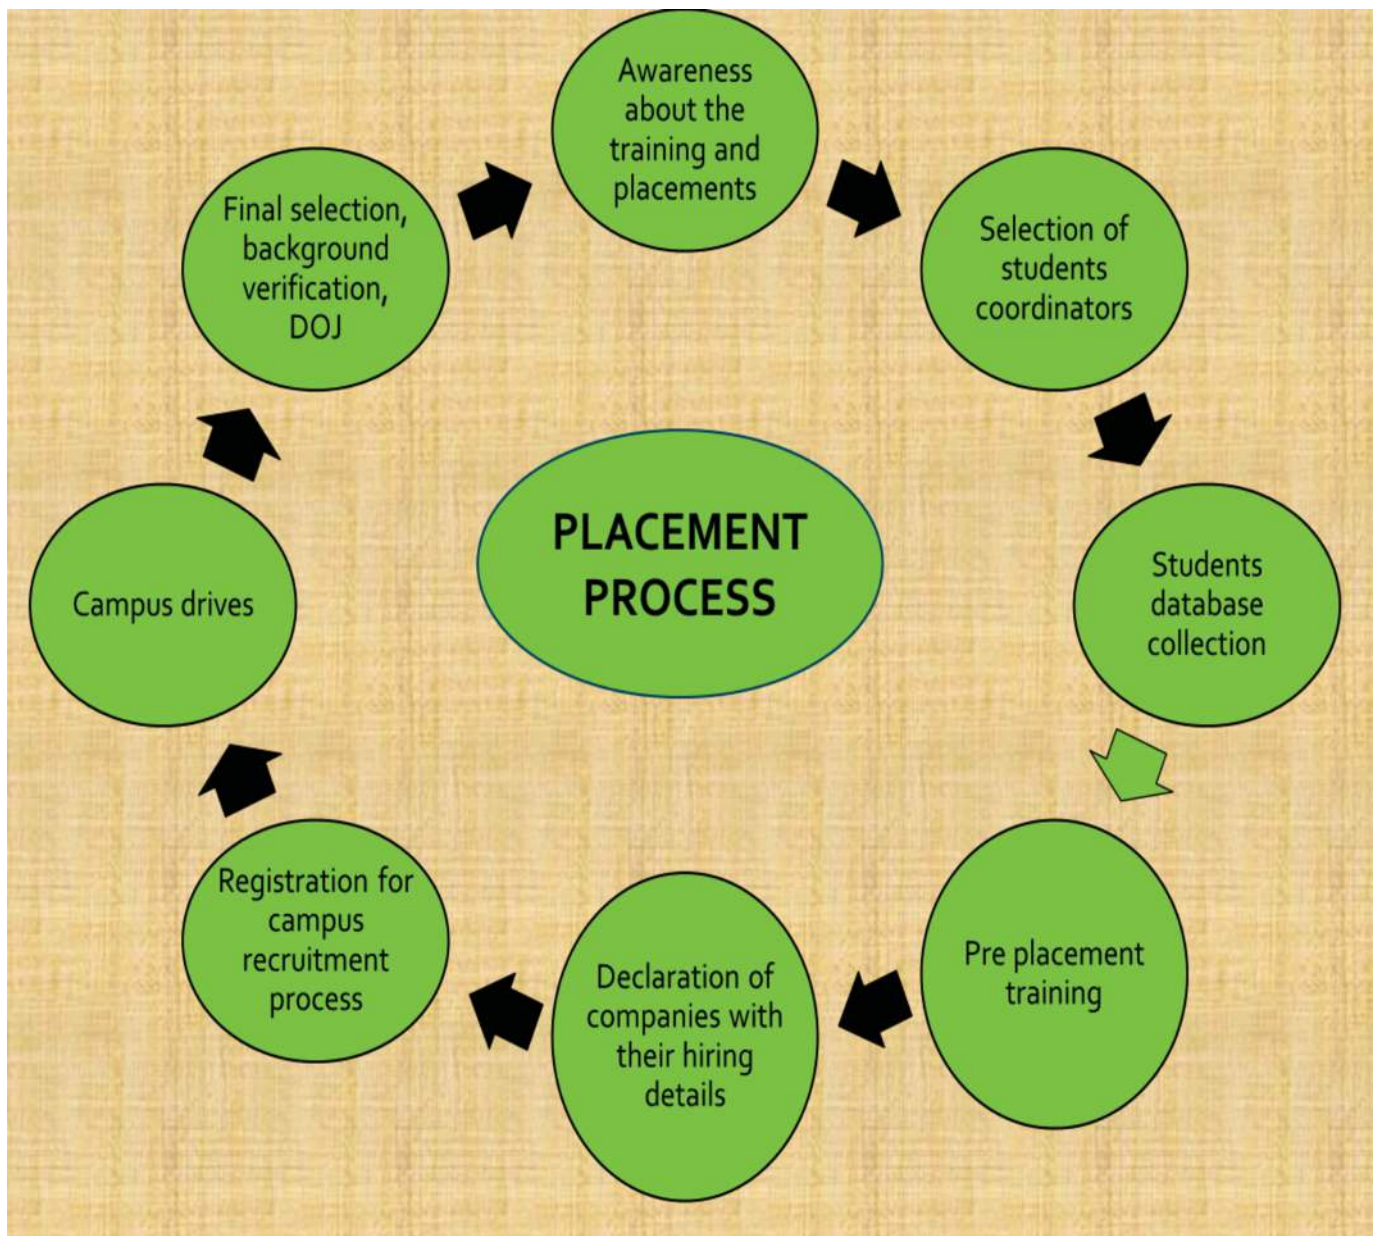 Awareness
about the
training and
placements
Selection of
students
coordinators
Students
database
collection
Pre placement
training
Declaration of
companies with
their hiring
details
Registration for
campus
recruitment
process
Campus drives
Final selection,
background
verification,
DOJ
PLACEMENT
PROCESS